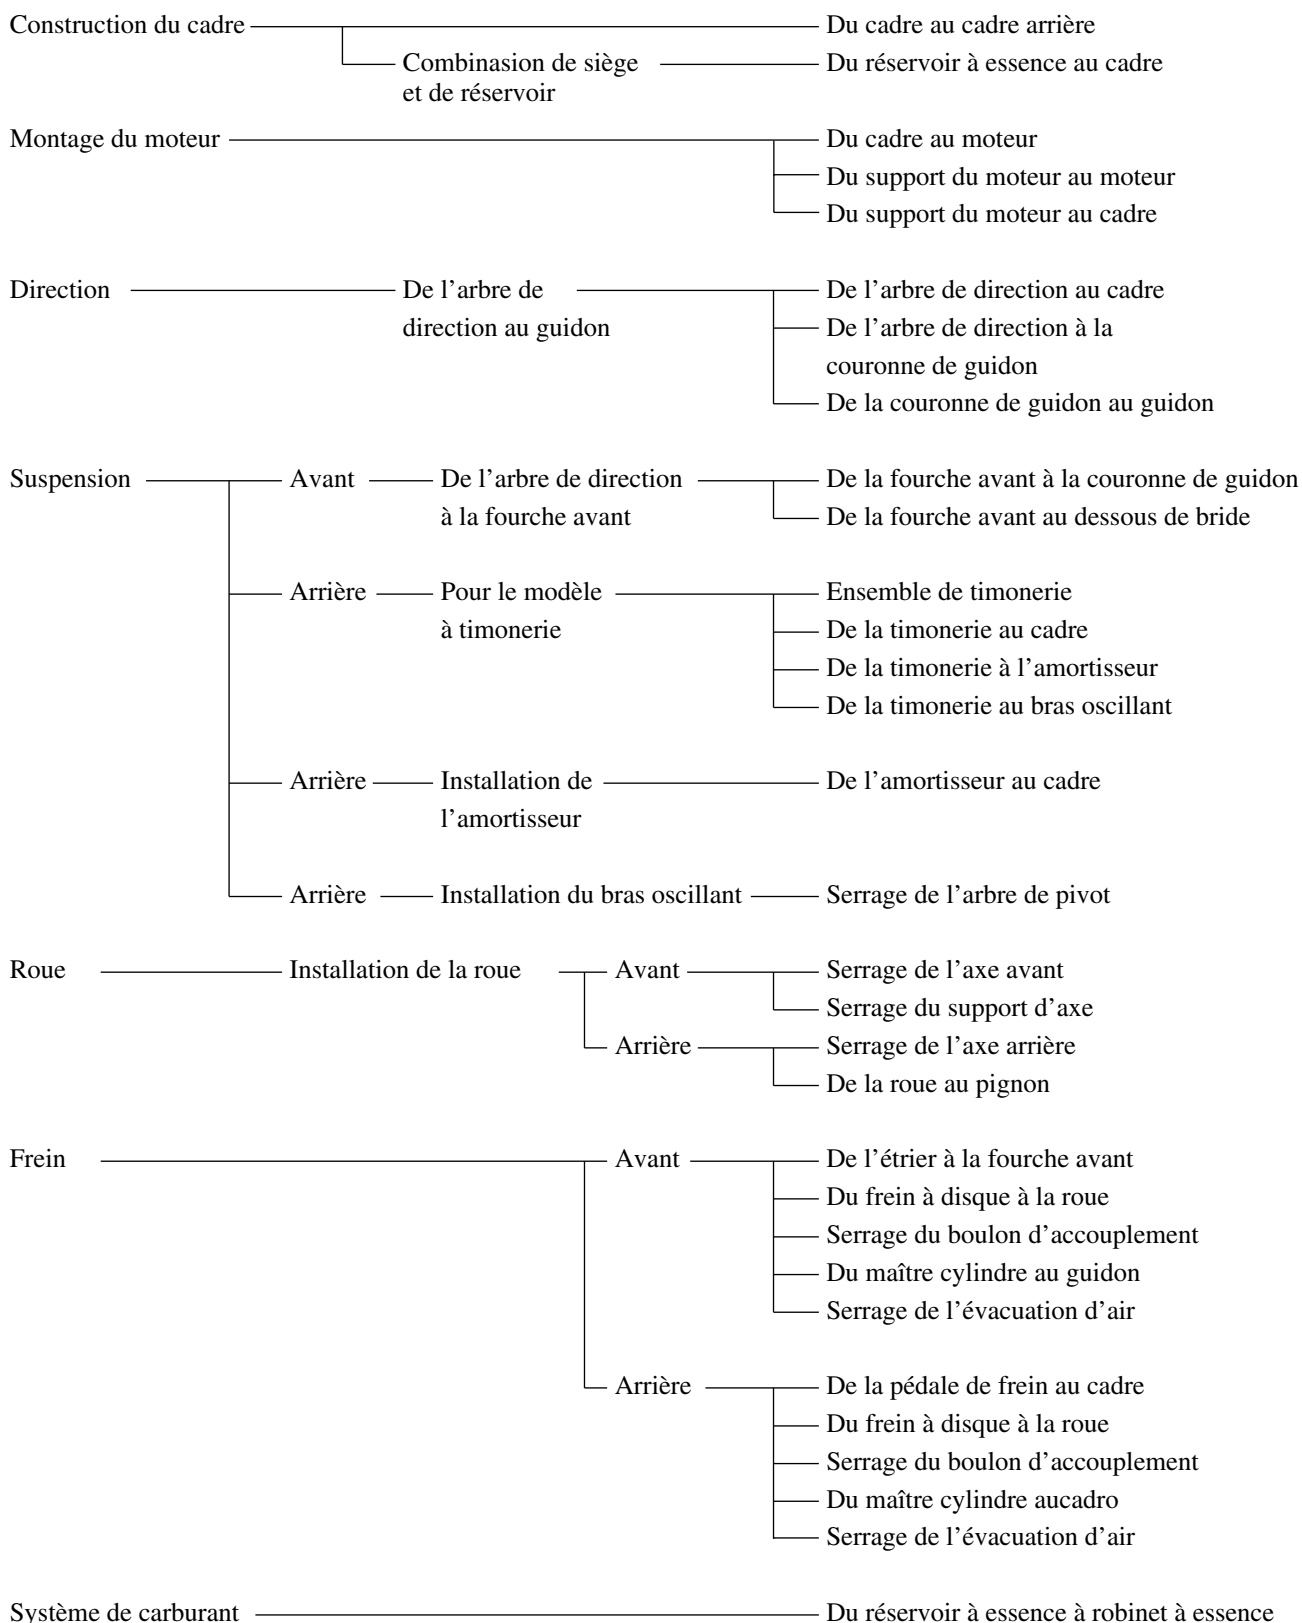 Construction du cadre
Du cadre au cadre arrière
Combinasion de siège
et de réservoir
Du réservoir à essence au cadre
Montage du moteur
Du cadre au moteur
Du support du moteur au moteur
Du support du moteur au cadre
Direction
De l’arbre de
direction au guidon
De l’arbre de direction au cadre
De l’arbre de direction à la
couronne de guidon
De la couronne de guidon au guidon
Suspension
Avant
De l’arbre de direction
à la fourche avant
De la fourche avant à la couronne de guidon
De la fourche avant au dessous de bride
Arrière
Pour le modèle
à timonerie
Ensemble de timonerie
De la timonerie au cadre
De la timonerie à l’amortisseur
De la timonerie au bras oscillant
Arrière
Installation de
l’amortisseur
De l’amortisseur au cadre
Arrière
Installation du bras oscillant
Serrage de l’arbre de pivot
Roue
Installation de la roue
Avant
Serrage de l’axe avant
Serrage du support d’axe
Arrière
Serrage de l’axe arrière
De la roue au pignon
Frein
Avant
De l’étrier à la fourche avant
Du frein à disque à la roue
Serrage du boulon d’accouplement
Du maître cylindre au guidon
Serrage de l’évacuation d’air
Arrière
De la pédale de frein au cadre
Du frein à disque à la roue
Serrage du boulon d’accouplement
Du maître cylindre aucadro
Serrage de l’évacuation d’air
Système de carburant
Du réservoir à essence à robinet à essence